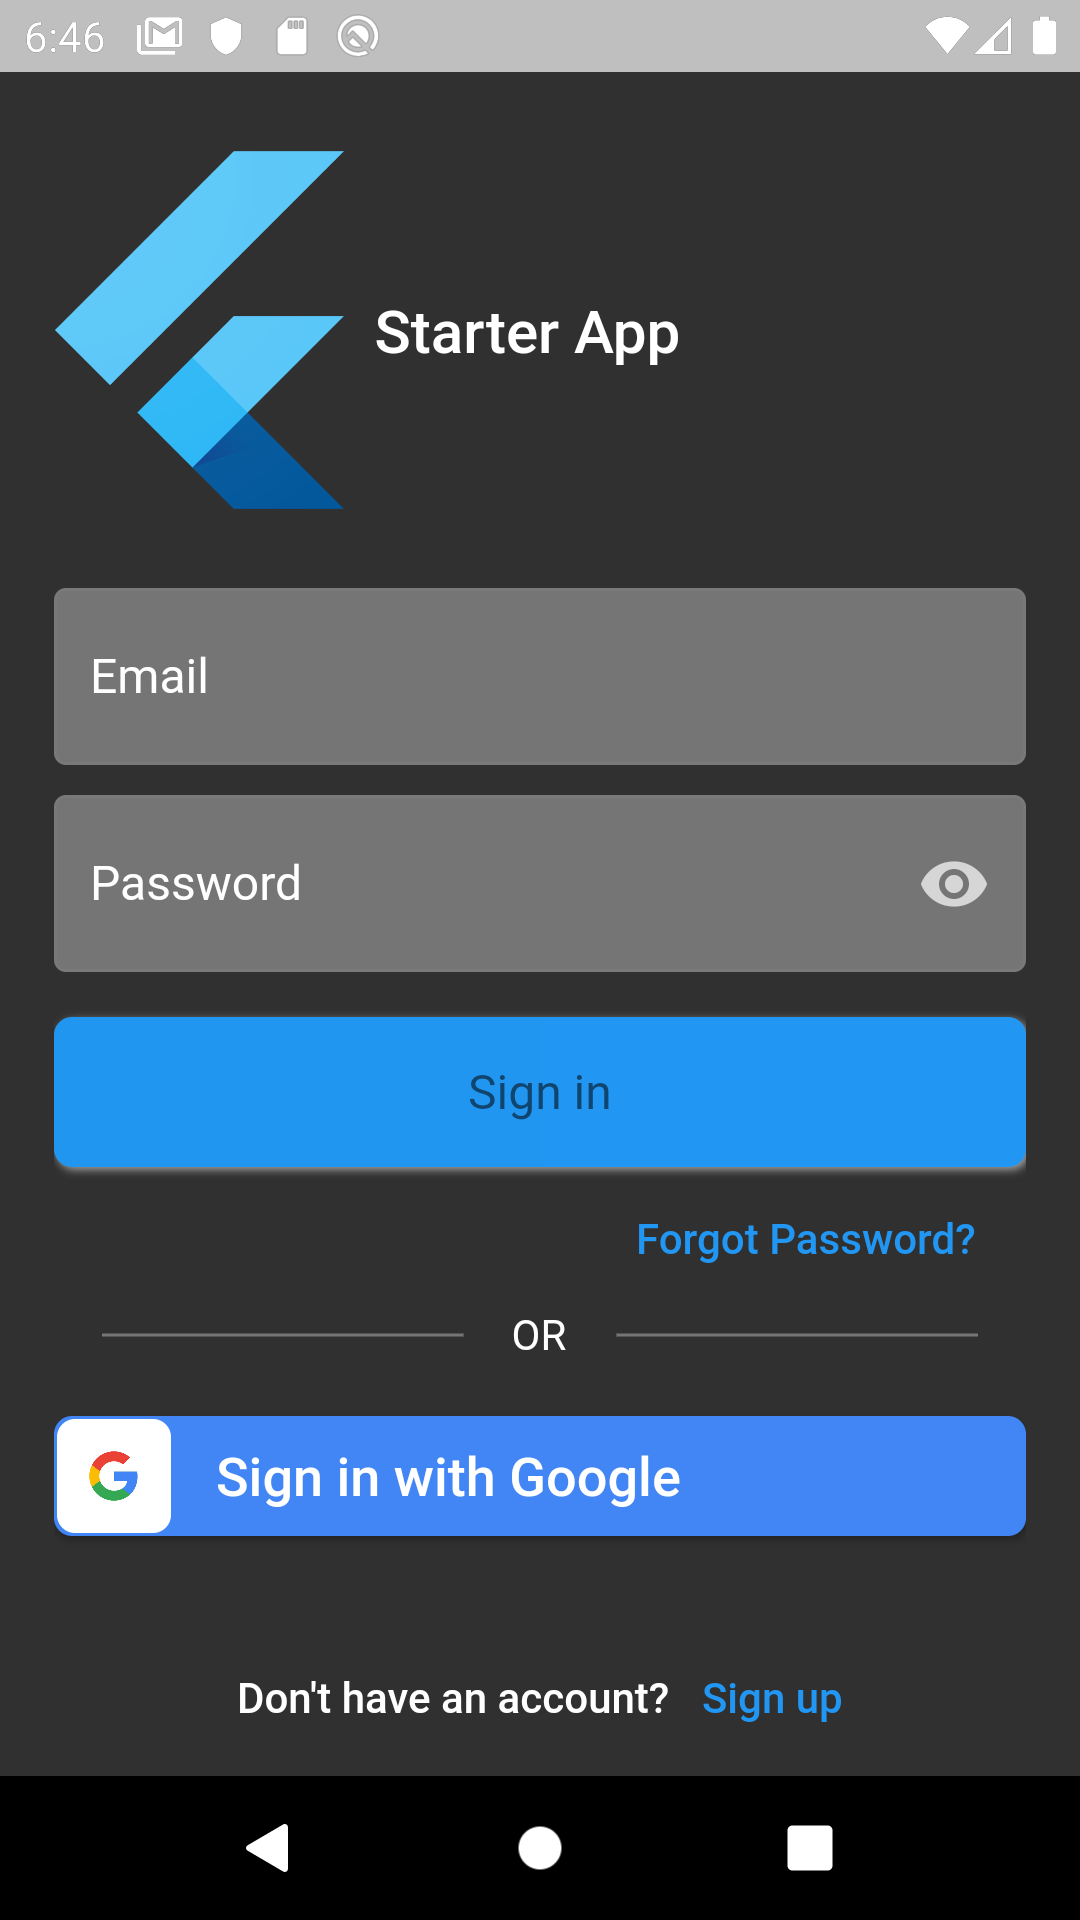 6:46
Starter App
Email
Password
Sign in
Forgot Password?
OR
Sign in with Google
Don't have an account? Sign up